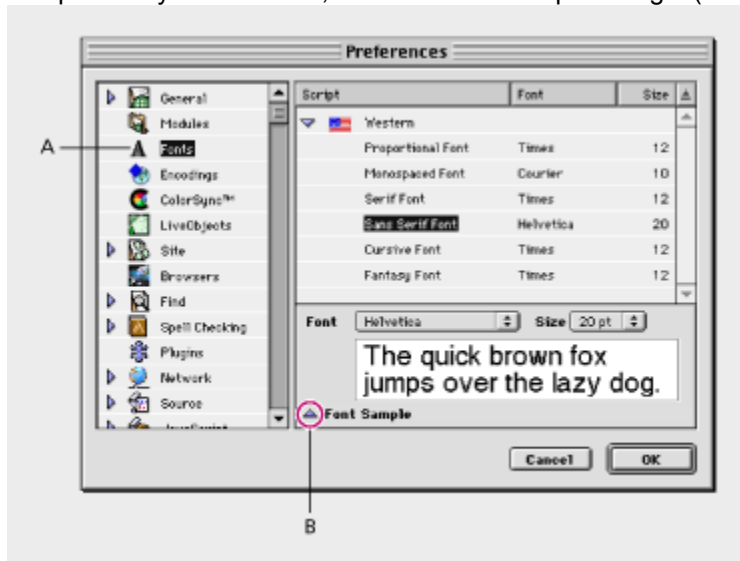 Preferences
A
General
Modules
Fonts
Encodings
ColorSync™
LiveObjects
Site
Browsers
Find
Spell Checking
Plugins
Network
Source
Script Font Size
Western
Proportional Font Times 12
Monospaced Font Courier 10
Serif Font Times 12
Sans Serif Font Helvetica 20
Cursive Font Times 12
Fantasy Font Times 12
Font Helvetica Size 20 pt
The quick brown fox
jumps over the lazy dog.
Font Sample
Cancel OK
B